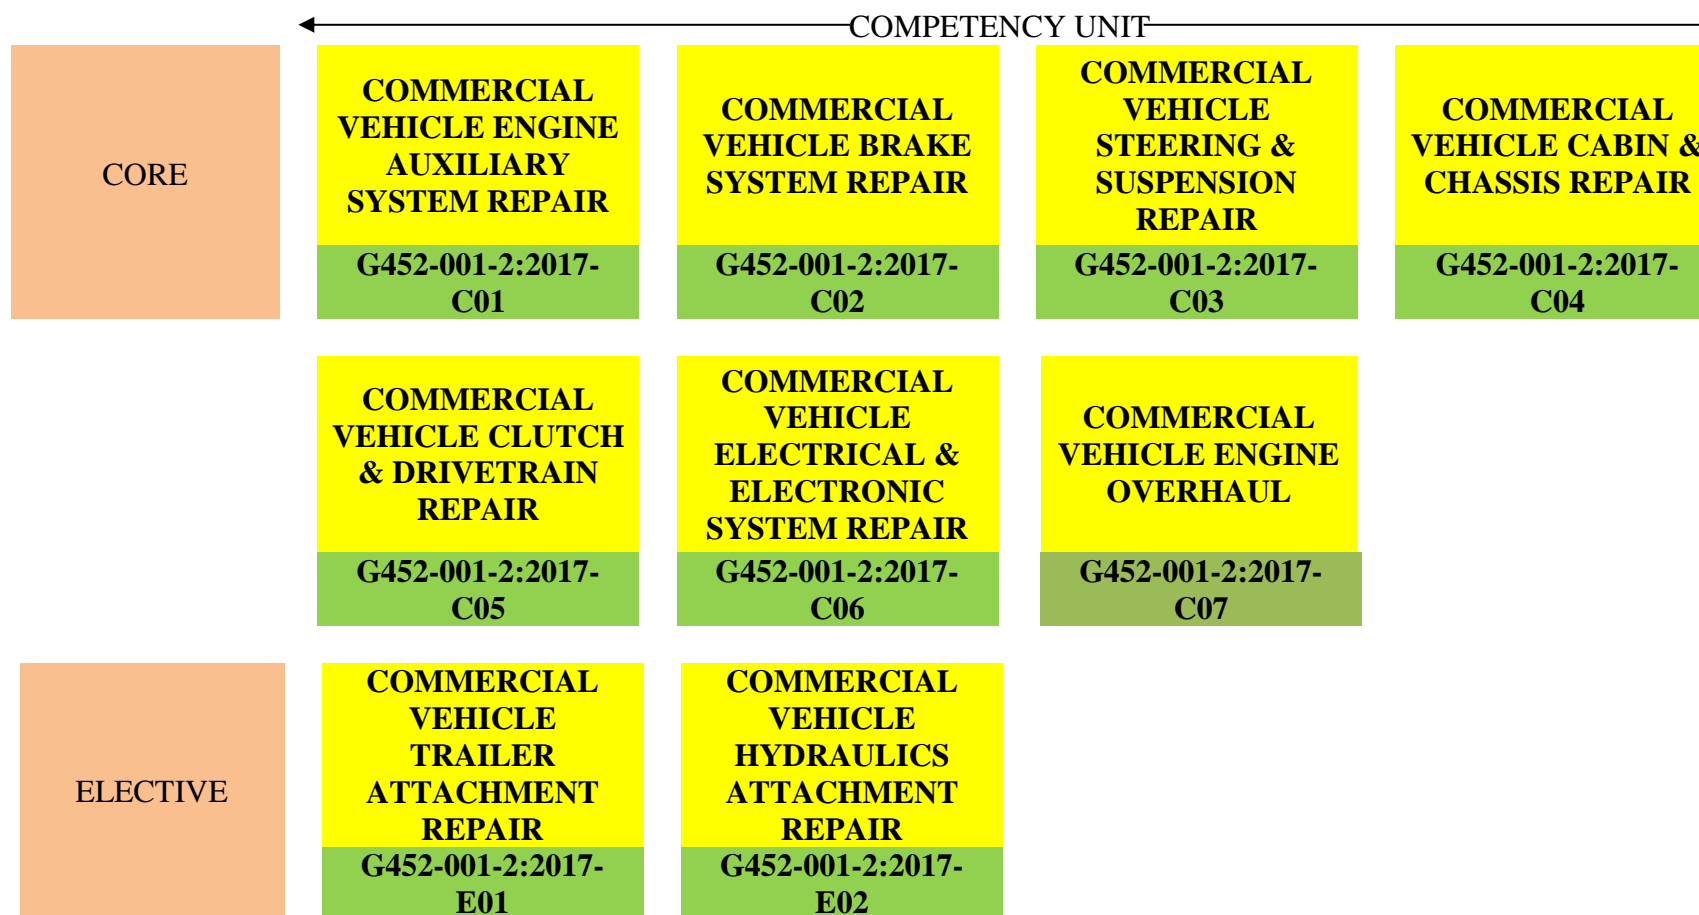 COMPETENCY UNIT
CORE
COMMERCIAL
VEHICLE ENGINE
AUXILIARY
SYSTEM REPAIR
G452-001-2:2017-
C01
COMMERCIAL
VEHICLE BRAKE
SYSTEM REPAIR
G452-001-2:2017-
C02
COMMERCIAL
VEHICLE
STEERING &
SUSPENSION
REPAIR
G452-001-2:2017-
C03
COMMERCIAL
VEHICLE CABIN &
CHASSIS REPAIR
G452-001-2:2017-
C04
COMMERCIAL
VEHICLE CLUTCH
& DRIVETRAIN
REPAIR
G452-001-2:2017-
C05
COMMERCIAL
VEHICLE
ELECTRICAL &
ELECTRONIC
SYSTEM REPAIR
G452-001-2:2017-
C06
COMMERCIAL
VEHICLE ENGINE
OVERHAUL
G452-001-2:2017-
C07
ELECTIVE
COMMERCIAL
VEHICLE
TRAILER
ATTACHMENT
REPAIR
G452-001-2:2017-
E01
COMMERCIAL
VEHICLE
HYDRAULICS
ATTACHMENT
REPAIR
G452-001-2:2017-
E02